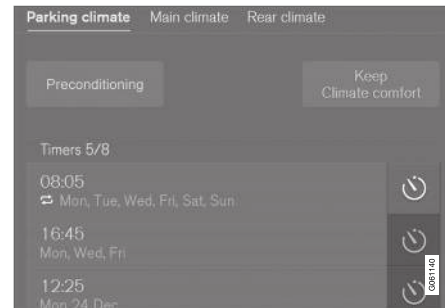 Parking climate Main climate Rear climate
Preconditioning
Keep
Climate comfort
Timers 5/8
08:05
Mon, Tue, Wed, Fri, Sat, Sun
16:45
Mon, Wed, Fri
12:25
Mon 24 Dec
G061140